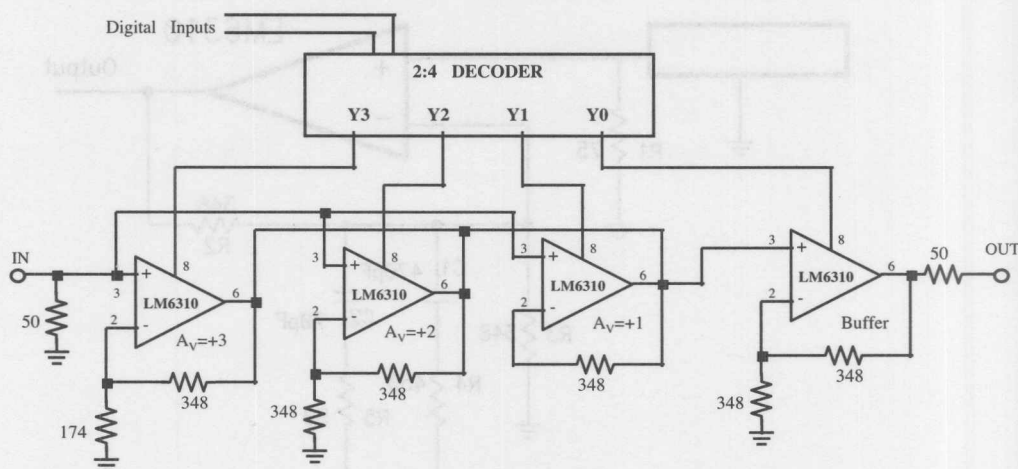 Digital Inputs
2:4 DECODER
Y3 Y2 Y1 Y0
IN
50
3
+
8
LM6310
6
2
-
AV=+3
348
174
3
+
8
LM6310
6
2
-
AV=+2
348
348
3
+
8
LM6310
6
2
-
AV=+1
348
3
+
8
LM6310
6
2
-
Buffer
348
348
50
OUT